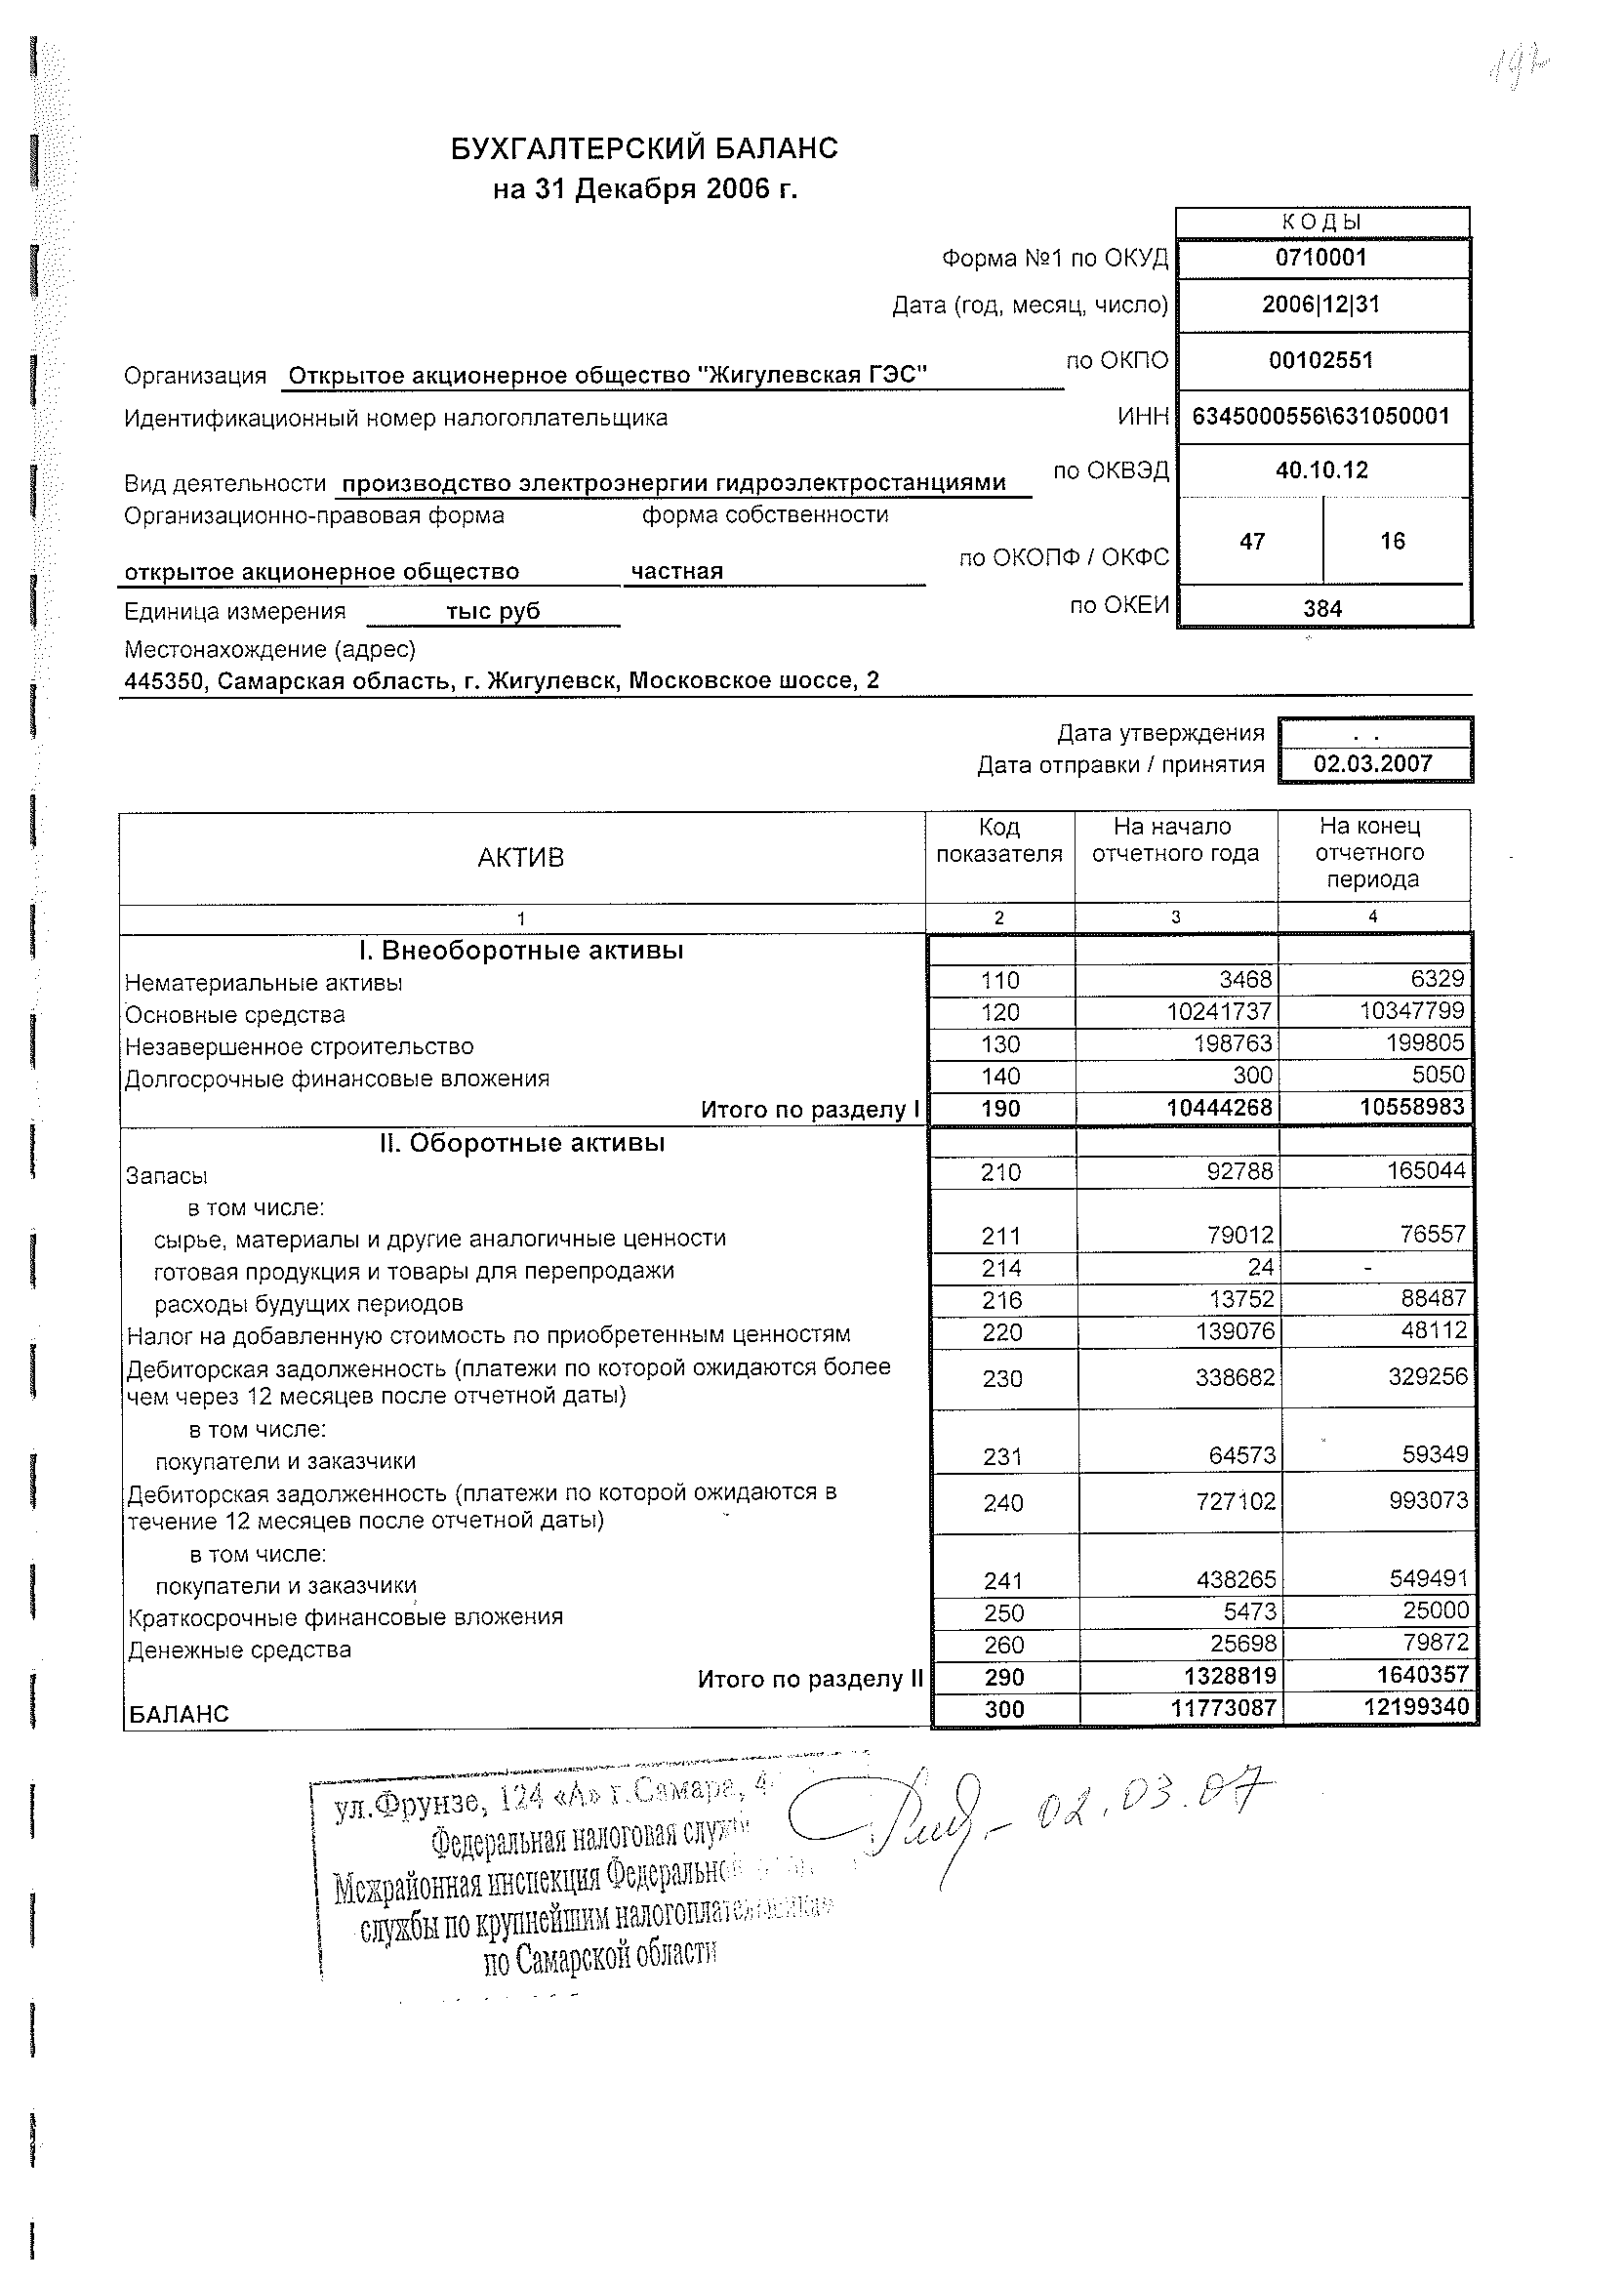 192
БУХГАЛТЕРСКИЙ БАЛАНС
на 31 Декабря 2006 г.
КОДЫ
Форма №1 по ОКУД 0710001
Дата (год, месяц, число) 2006|12|31
Организация Открытое акционерное общество "Жигулевская ГЭС" по ОКПО 00102551
Идентификационный номер налогоплательщика ИНН 6345000556\631050001
Вид деятельности производство электроэнергии гидроэлектростанциями по ОКВЭД 40.10.12
Организационно-правовая форма форма собственности
открытое акционерное общество частная по ОКОПФ / ОКФС 47 16
Единица измерения тыс руб по ОКЕИ 384
Местонахождение (адрес)
445350, Самарская область, г. Жигулевск, Московское шоссе, 2
Дата утверждения . .
Дата отправки / принятия 02.03.2007
АКТИВ Код показателя На начало отчетного года На конец отчетного периода
1 2 3 4
I. Внеоборотные активы
Нематериальные активы 110 3468 6329
Основные средства 120 10241737 10347799
Незавершенное строительство 130 198763 199805
Долгосрочные финансовые вложения 140 300 5050
Итого по разделу I 190 10444268 10558983
II. Оборотные активы
Запасы 210 92788 165044
в том числе:
сырье, материалы и другие аналогичные ценности 211 79012 76557
готовая продукция и товары для перепродажи 214 24 -
расходы будущих периодов 216 13752 88487
Налог на добавленную стоимость по приобретенным ценностям 220 139076 48112
Дебиторская задолженность (платежи по которой ожидаются более
чем через 12 месяцев после отчетной даты) 230 338682 329256
в том числе:
покупатели и заказчики 231 64573 59349
Дебиторская задолженность (платежи по которой ожидаются в
течение 12 месяцев после отчетной даты) 240 727102 993073
в том числе:
покупатели и заказчики 241 438265 549491
Краткосрочные финансовые вложения 250 5473 25000
Денежные средства 260 25698 79872
Итого по разделу II 290 1328819 1640357
БАЛАНС 300 11773087 12199340
ул.Фрунзе, 124 «А» г.Самара,
Федеральная налоговая
Межрайонная инспекция
службы по крупнейшим
по Самарской области
02.03.07